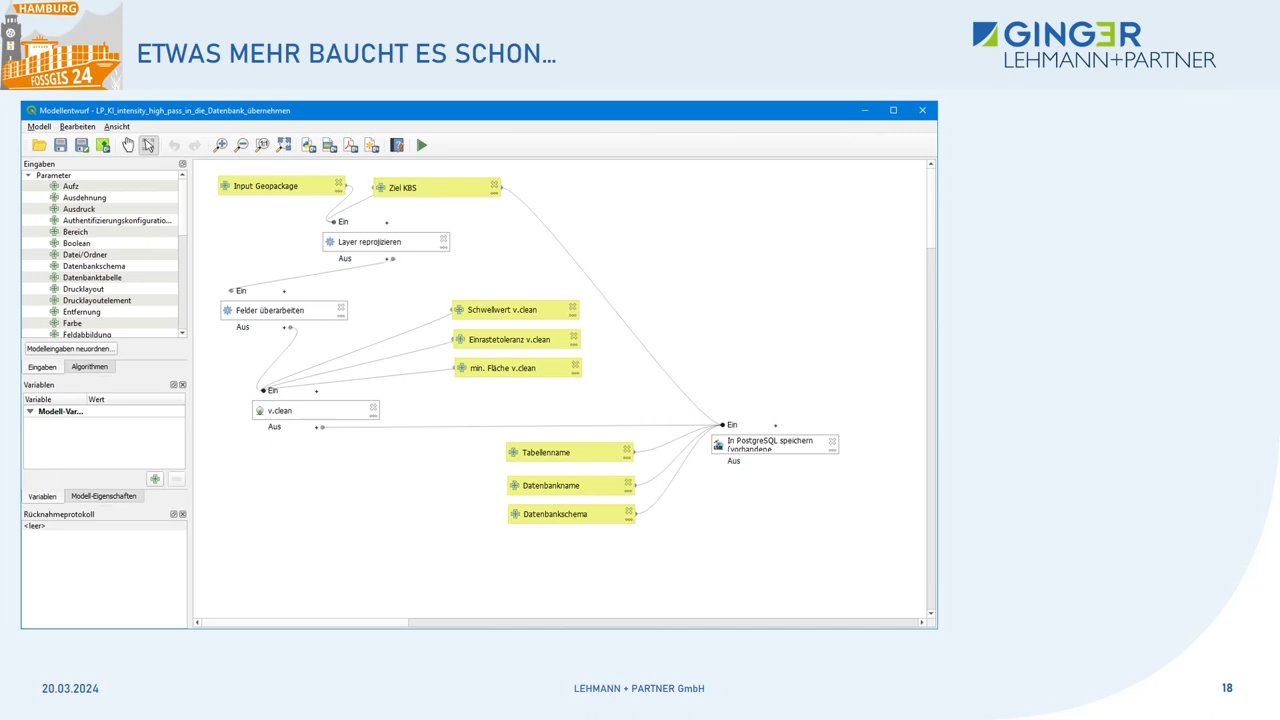 HAMBURG
FOSSGIS 24
ETWAS MEHR BAUCHT ES SCHON...
GINGER
LEHMANN+PARTNER
Modellentwurf - LP_KI_intensity_high_pass_in_die_Datenbank_übernehmen
Modell Bearbeiten Ansicht
Eingaben
Parameter
Aufz
Ausdehnung
Ausdruck
Authentifizierungskonfiguratio...
Bereich
Boolean
Datei/Ordner
Datenbankschema
Datenbanktabelle
Drucklayout
Drucklayoutelement
Entfernung
Farbe
Feldabbildung
Modelleingaben neuordnen...
Eingaben Algorithmen
Variablen
Variable Wert
Modell-Var...
Variablen Modell-Eigenschaften
Rücknahmeprotokoll
<leer>
Input Geopackage
Ziel KBS
Ein +
Layer reprojizieren
Aus +
Ein +
Felder überarbeiten
Aus +
Schwellwert v.clean
Einrastetoleranz v.clean
min. Fläche v.clean
Ein +
v.clean
Aus +
Ein +
In PostgreSQL speichern
(vorhandene
Aus
Tabellenname
Datenbankname
Datenbankschema
20.03.2024
LEHMANN + PARTNER GmbH
18